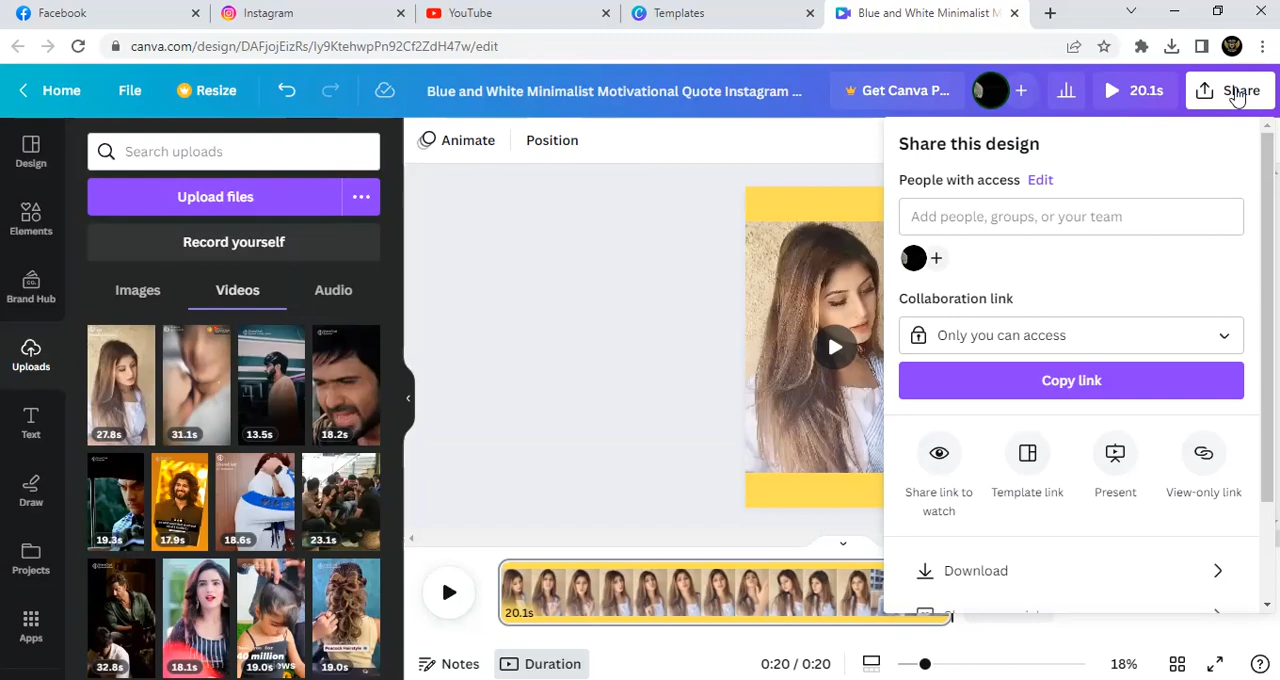 Facebook
Instagram
YouTube
Templates
Blue and White Minimalist M
canva.com/design/DAFjojEizRs/Iy9KtehwpPn92Cf2ZdH47w/edit
Home
File
Resize
Blue and White Minimalist Motivational Quote Instagram ...
Get Canva P...
20.1s
Share
Design
Elements
Brand Hub
Uploads
Text
Draw
Projects
Apps
Search uploads
Upload files
Record yourself
Images
Videos
Audio
27.8s
31.1s
13.5s
18.2s
19.3s
17.9s
18.6s
23.1s
32.8s
18.1s
19.0s
19.0s
Animate
Position
Share this design
People with access Edit
Add people, groups, or your team
Collaboration link
Only you can access
Copy link
Share link to watch
Template link
Present
View-only link
Download
20.1s
Notes
Duration
0:20 / 0:20
18%